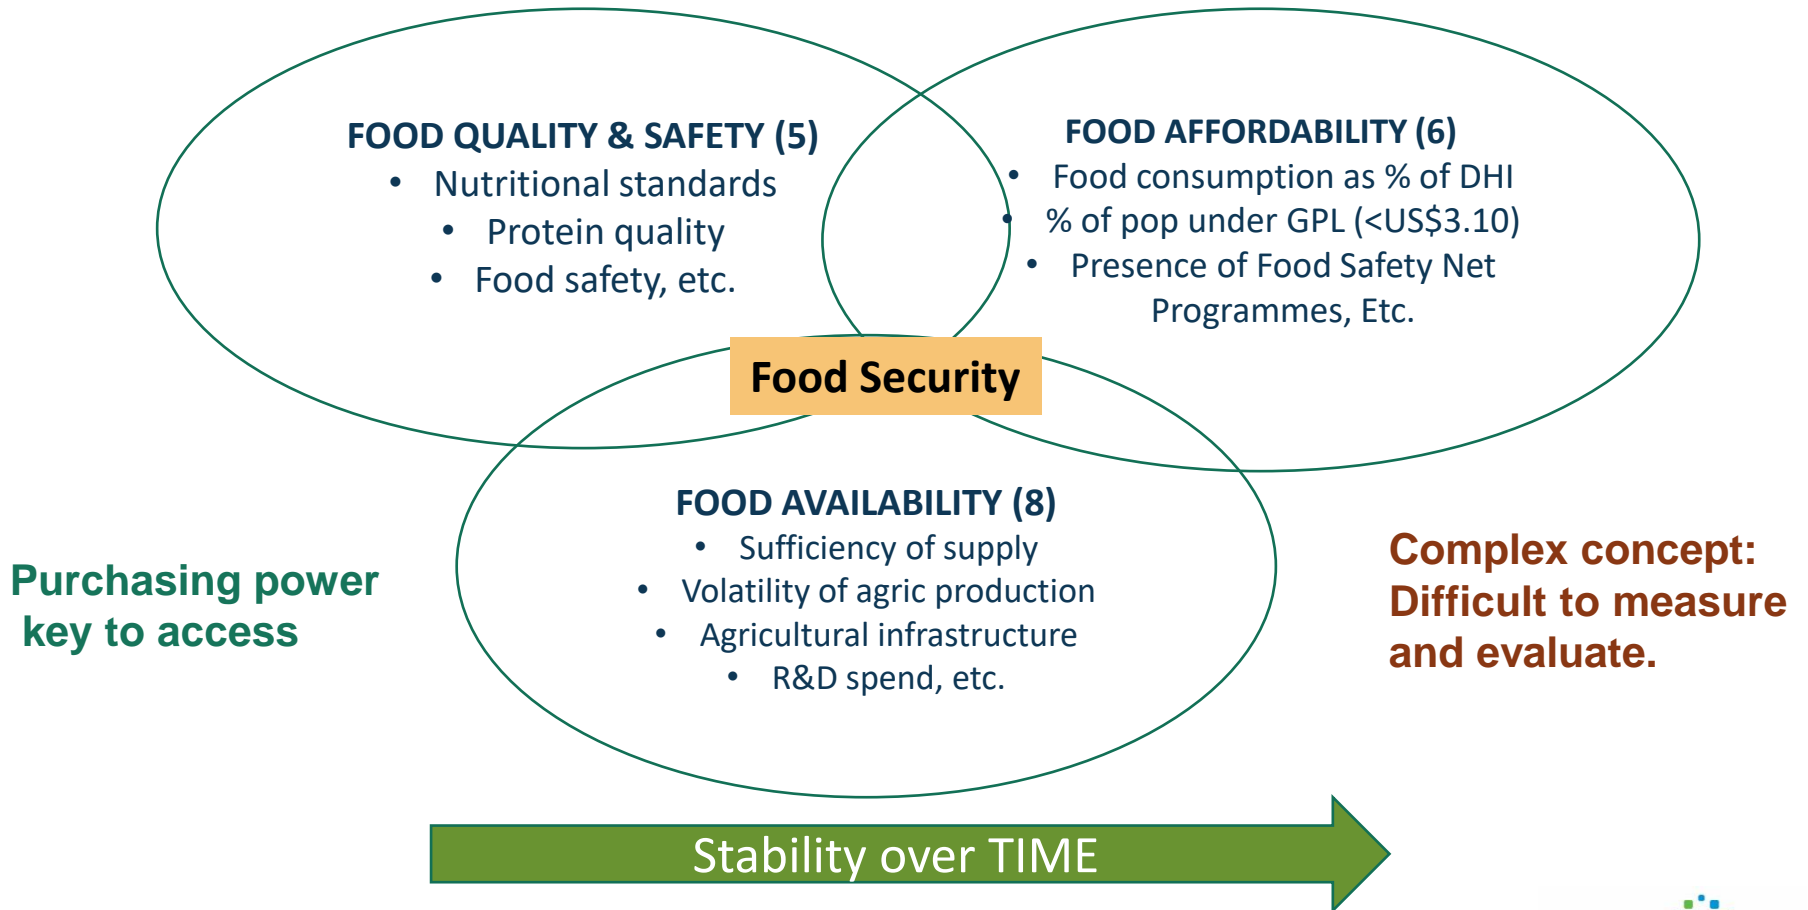 FOOD QUALITY & SAFETY (5)
• Nutritional standards
• Protein quality
• Food safety, etc.
FOOD AFFORDABILITY (6)
• Food consumption as % of DHI
• % of pop under GPL (<US$3.10)
• Presence of Food Safety Net
Programmes, Etc.
Food Security
FOOD AVAILABILITY (8)
• Sufficiency of supply
• Volatility of agric production
• Agricultural infrastructure
• R&D spend, etc.
Purchasing power
key to access
Complex concept:
Difficult to measure
and evaluate.
Stability over TIME